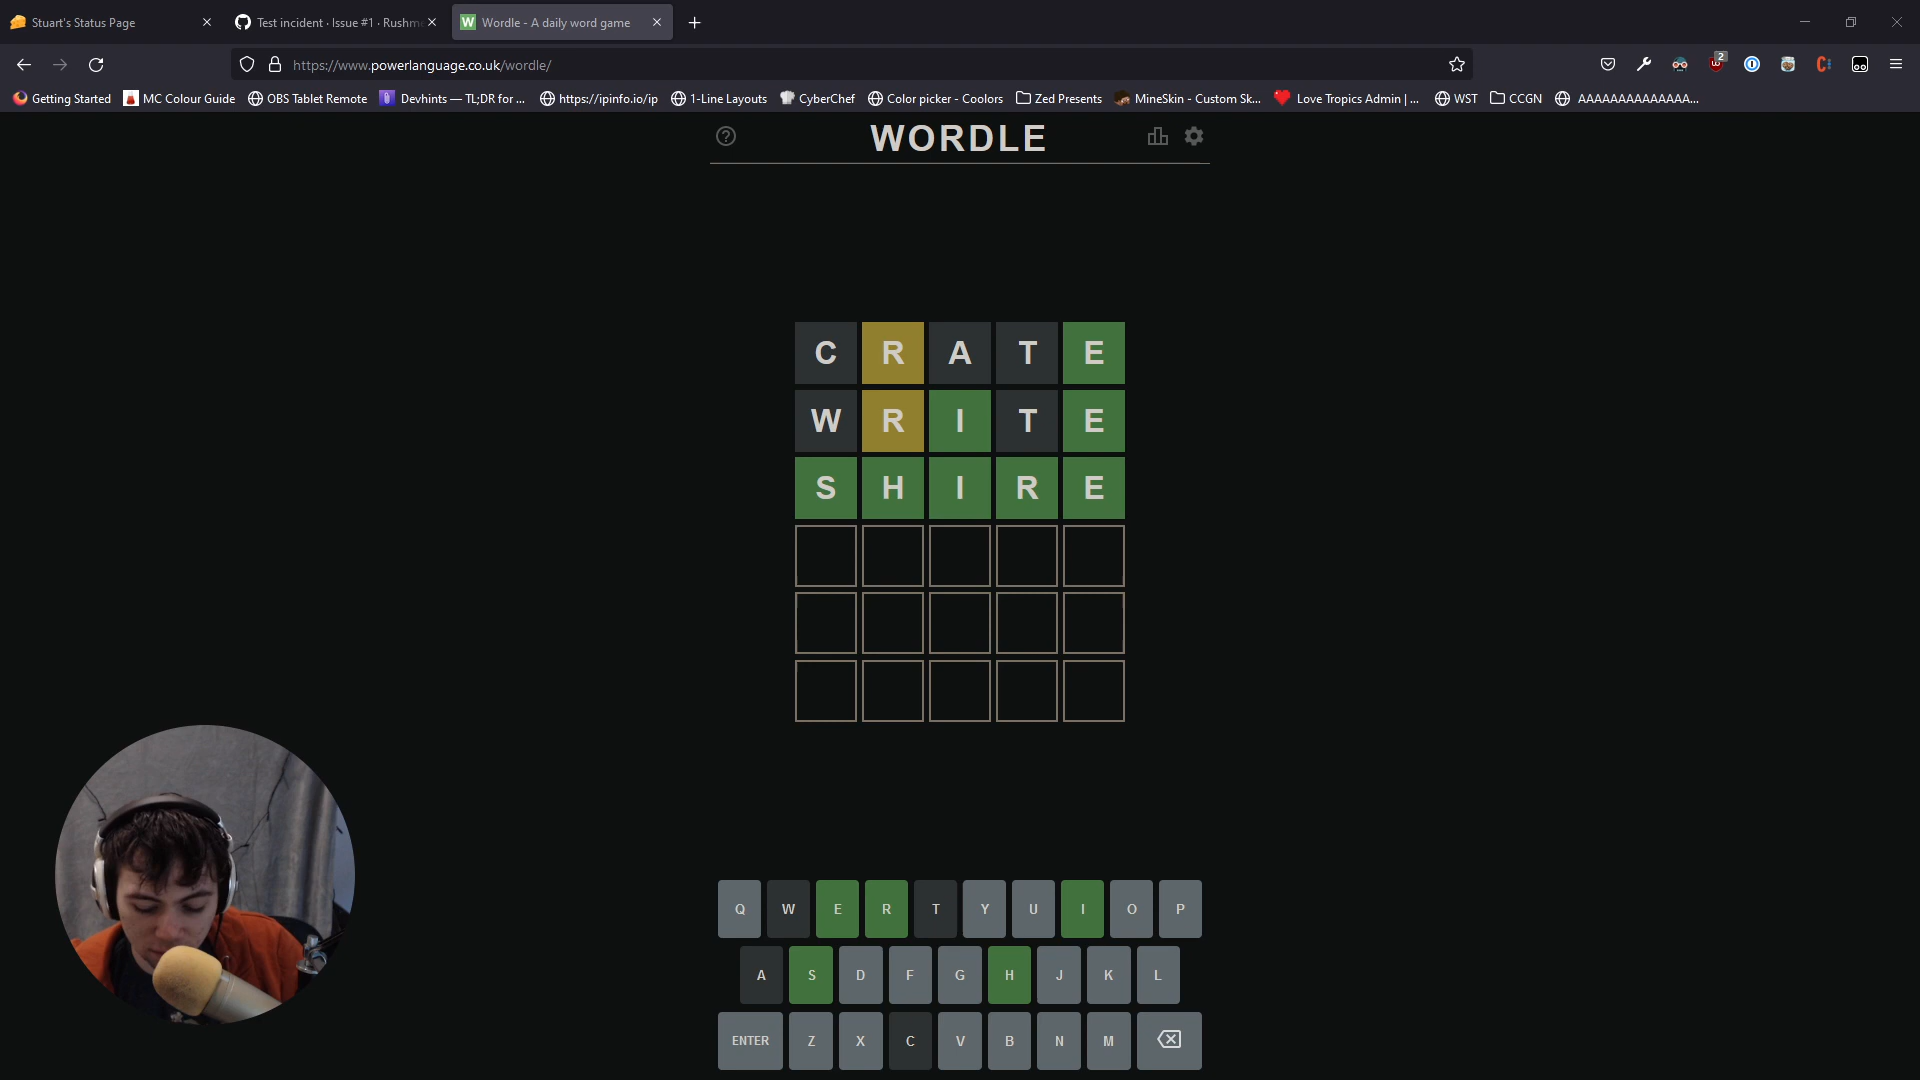 Stuart's Status Page
Test incident · Issue #1 · Rushm
W Wordle - A daily word game
https://www.powerlanguage.co.uk/wordle/
2
Getting Started MC Colour Guide OBS Tablet Remote Devhints — TL;DR for ... https://ipinfo.io/ip 1-Line Layouts CyberChef Color picker - Coolors Zed Presents MineSkin - Custom Sk... Love Tropics Admin | ... WST CCGN AAAAAAAAAAAAAA...
? WORDLE
C R A T E
W R I T E
S H I R E
Q W E R T Y U I O P
A S D F G H J K L
ENTER Z X C V B N M